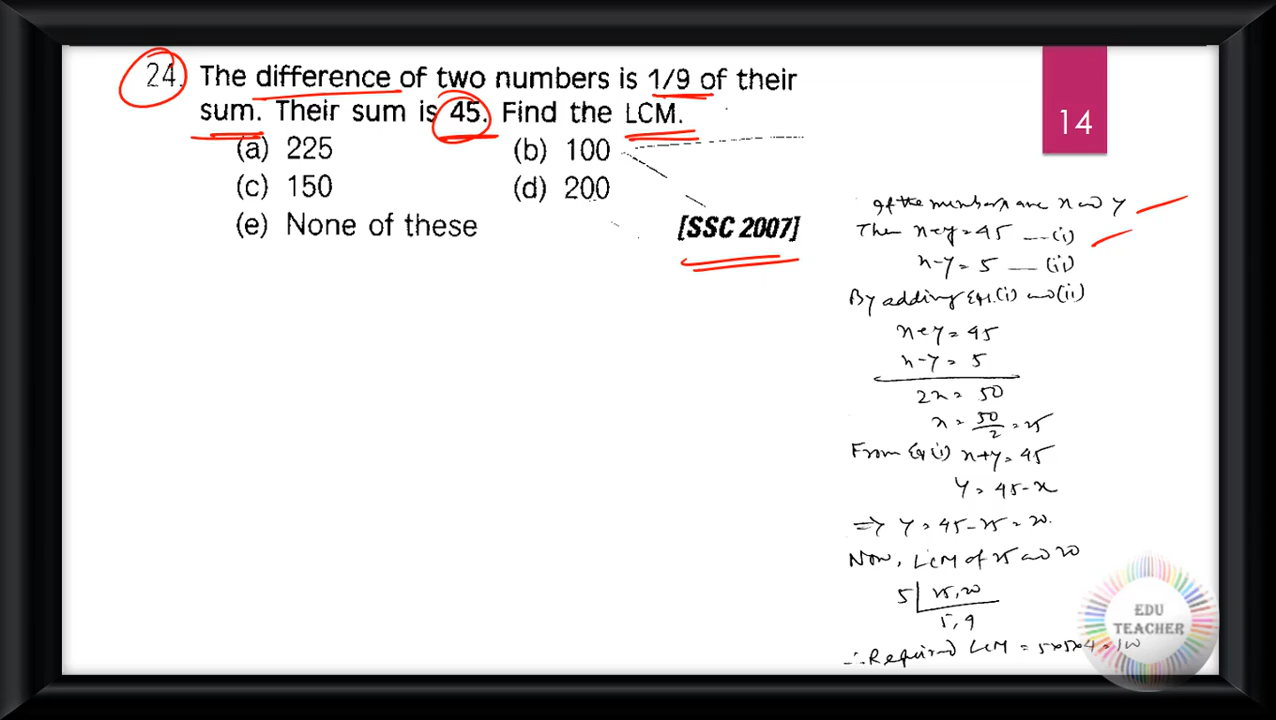 24. The difference of two numbers is 1/9 of their
sum. Their sum is 45. Find the LCM.
(a) 225 (b) 100
(c) 150 (d) 200
(e) None of these
[SSC 2007]
14
If the numbers are x and y
Then x+y=45 —(i)
x-y=5 —(ii)
By adding Eq.(i) and (ii)
x+y=45
x-y=5
2x=50
x=50/2=25
From Eq (i) x+y=45
y=45-x
⇒ y=45-25=20.
Now, LCM of 25 and 20
5 | 25,20
5,4
∴ Required LCM = 5×5×4=100
EDU
TEACHER